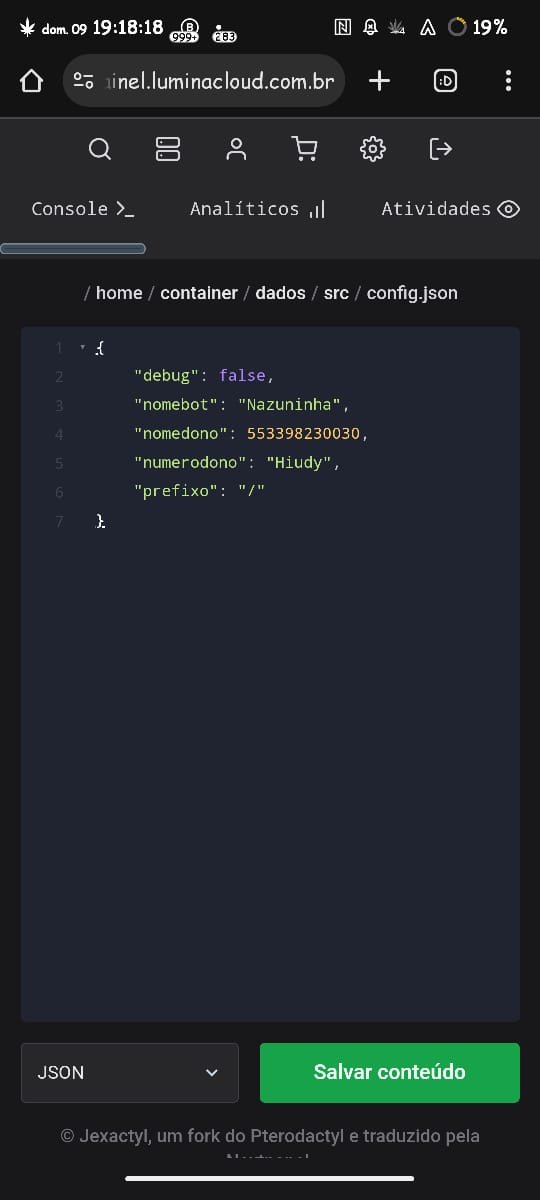 dom. 09 19:18:18 B 999+ 283 N 4 19%
inel.luminacloud.com.br :D
Console >_ Analíticos Atividades
/ home / container / dados / src / config.json
1 {
2 "debug": false,
3 "nomebot": "Nazuninha",
4 "nomedono": 553398230030,
5 "numerodono": "Hiudy",
6 "prefixo": "/"
7 }
JSON Salvar conteúdo
© Jexactyl, um fork do Pterodactyl e traduzido pela